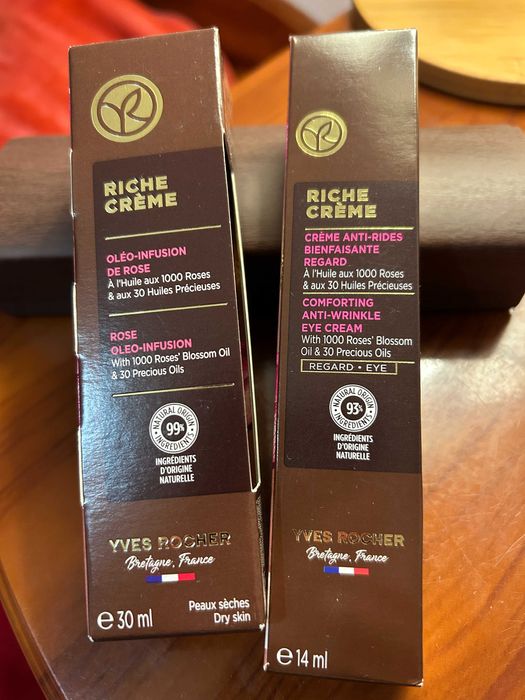 RICHE
CRÈME
OLÉO-INFUSION
DE ROSE
À l'Huile aux 1000 Roses
& aux 30 Huiles Précieuses
ROSE
OLEO-INFUSION
With 1000 Roses' Blossom Oil
& 30 Precious Oils
NATURAL ORIGIN
99%
INGREDIENTS
INGRÉDIENTS
D'ORIGINE
NATURELLE
YVES ROCHER
Bretagne, France
Peaux sèches
Dry skin
℮ 30 ml
RICHE
CRÈME
CRÈME ANTI-RIDES
BIENFAISANTE
REGARD
À l'Huile aux 1000 Roses
& aux 30 Huiles Précieuses
COMFORTING
ANTI-WRINKLE
EYE CREAM
With 1000 Roses' Blossom
Oil & 30 Precious Oils
REGARD • EYE
NATURAL ORIGIN
93%
INGREDIENTS
INGRÉDIENTS
D'ORIGINE
NATURELLE
YVES ROCHER
Bretagne, France
℮ 14 ml